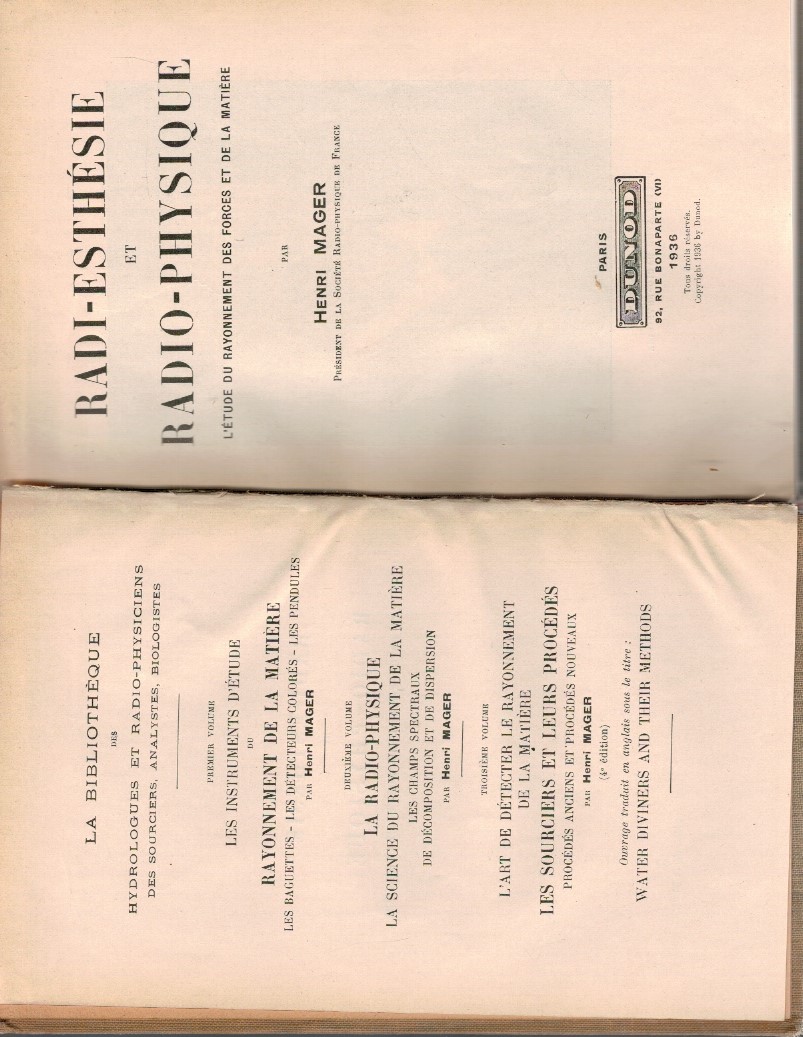 LA BIBLIOTHÈQUE
DES
HYDROLOGUES ET RADIO-PHYSICIENS
DES SOURCIERS, ANALYSTES, BIOLOGISTES
PREMIER VOLUME
LES INSTRUMENTS D'ÉTUDE
DU
RAYONNEMENT DE LA MATIÈRE
LES BAGUETTES - LES DÉTECTEURS COLORÉS - LES PENDULES
PAR Henri MAGER
DEUXIÈME VOLUME
LA RADIO-PHYSIQUE
LA SCIENCE DU RAYONNEMENT DE LA MATIÈRE
LES CHAMPS SPECTRAUX
DE DÉCOMPOSITION ET DE DISPERSION
PAR Henri MAGER
TROISIÈME VOLUME
L'ART DE DÉTECTER LE RAYONNEMENT
DE LA MATIÈRE
LES SOURCIERS ET LEURS PROCÉDÉS
PROCÉDÉS ANCIENS ET PROCÉDÉS NOUVEAUX
PAR Henri MAGER
(4e édition)
Ouvrage traduit en anglais sous le titre :
WATER DIVINERS AND THEIR METHODS
RADI-ESTHÉSIE
ET
RADIO-PHYSIQUE
L'ÉTUDE DU RAYONNEMENT DES FORCES ET DE LA MATIÈRE
PAR
HENRI MAGER
PRÉSIDENT DE LA SOCIÉTÉ RADIO-PHYSIQUE DE FRANCE
PARIS
DUNOD
92, RUE BONAPARTE (VI)
1936
Tous droits réservés.
Copyright 1936 by Dunod.